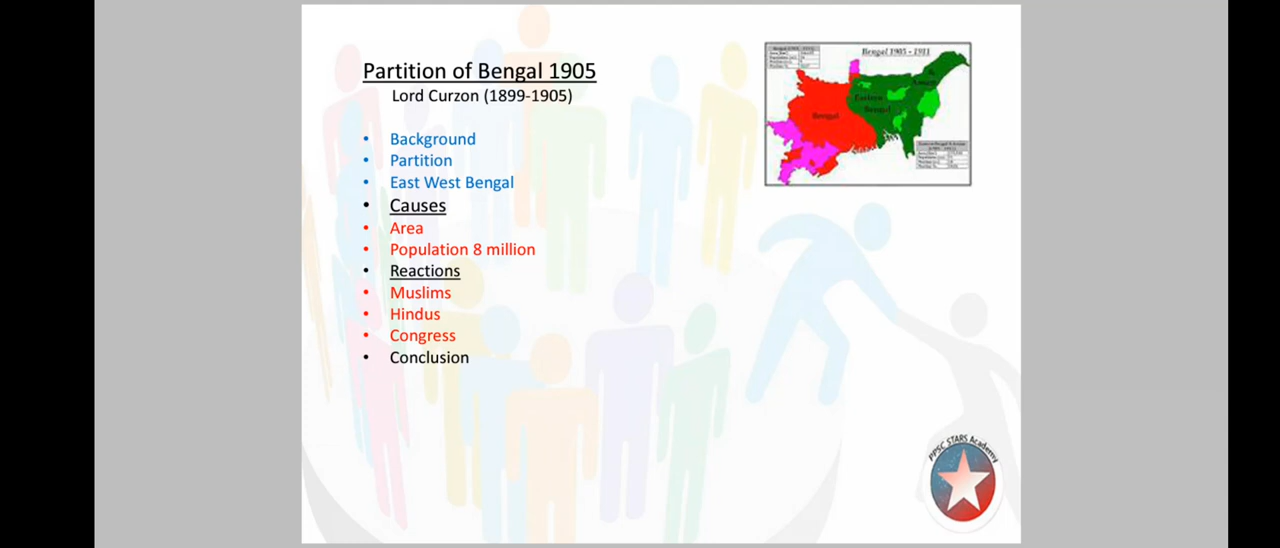 Partition of Bengal 1905
Lord Curzon (1899-1905)
• Background
• Partition
• East West Bengal
• Causes
• Area
• Population 8 million
• Reactions
• Muslims
• Hindus
• Congress
• Conclusion
Bengal 1905 - 1911
Assam
Eastern
Bengal
Bengal
PPSC STARS Academy